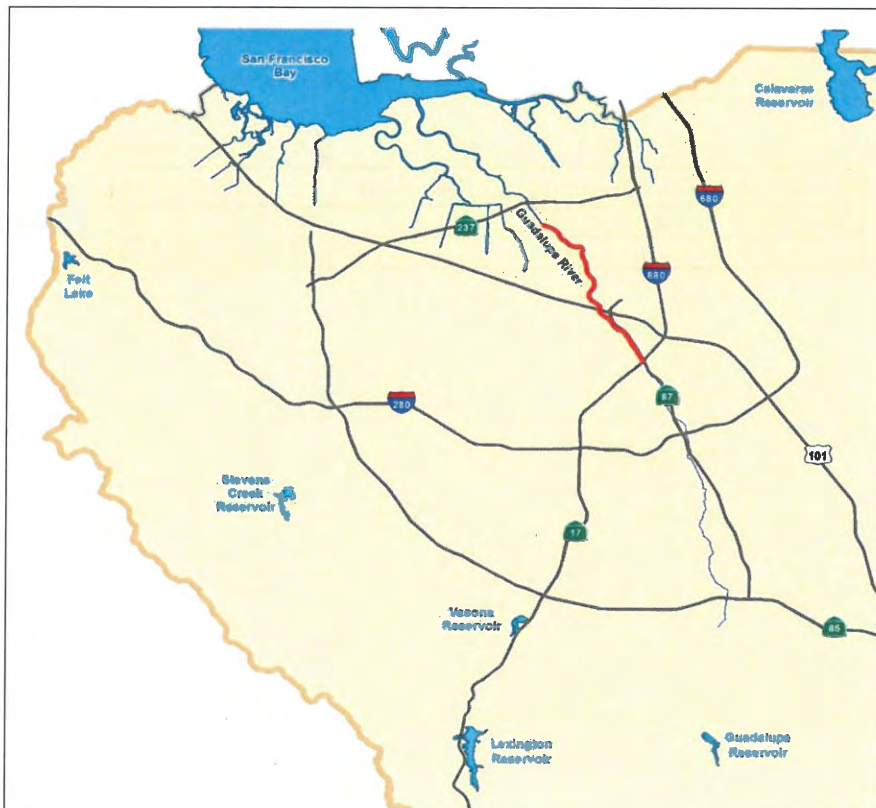 San Francisco
Bay
Calaveras
Reservoir
680
237
Guadalupe River
Felt
Lake
680
87
280
101
Stevens
Creek
Reservoir
17
Vasona
Reservoir
85
Lexington
Reservoir
Guadalupe
Reservoir